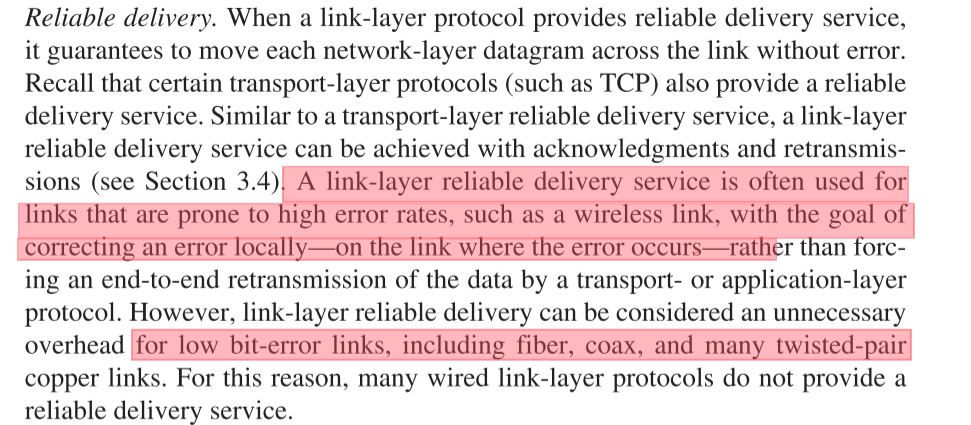 Reliable delivery. When a link-layer protocol provides reliable delivery service,
it guarantees to move each network-layer datagram across the link without error.
Recall that certain transport-layer protocols (such as TCP) also provide a reliable
delivery service. Similar to a transport-layer reliable delivery service, a link-layer
reliable delivery service can be achieved with acknowledgments and retransmis-
sions (see Section 3.4). A link-layer reliable delivery service is often used for
links that are prone to high error rates, such as a wireless link, with the goal of
correcting an error locally—on the link where the error occurs—rather than forc-
ing an end-to-end retransmission of the data by a transport- or application-layer
protocol. However, link-layer reliable delivery can be considered an unnecessary
overhead for low bit-error links, including fiber, coax, and many twisted-pair
copper links. For this reason, many wired link-layer protocols do not provide a
reliable delivery service.